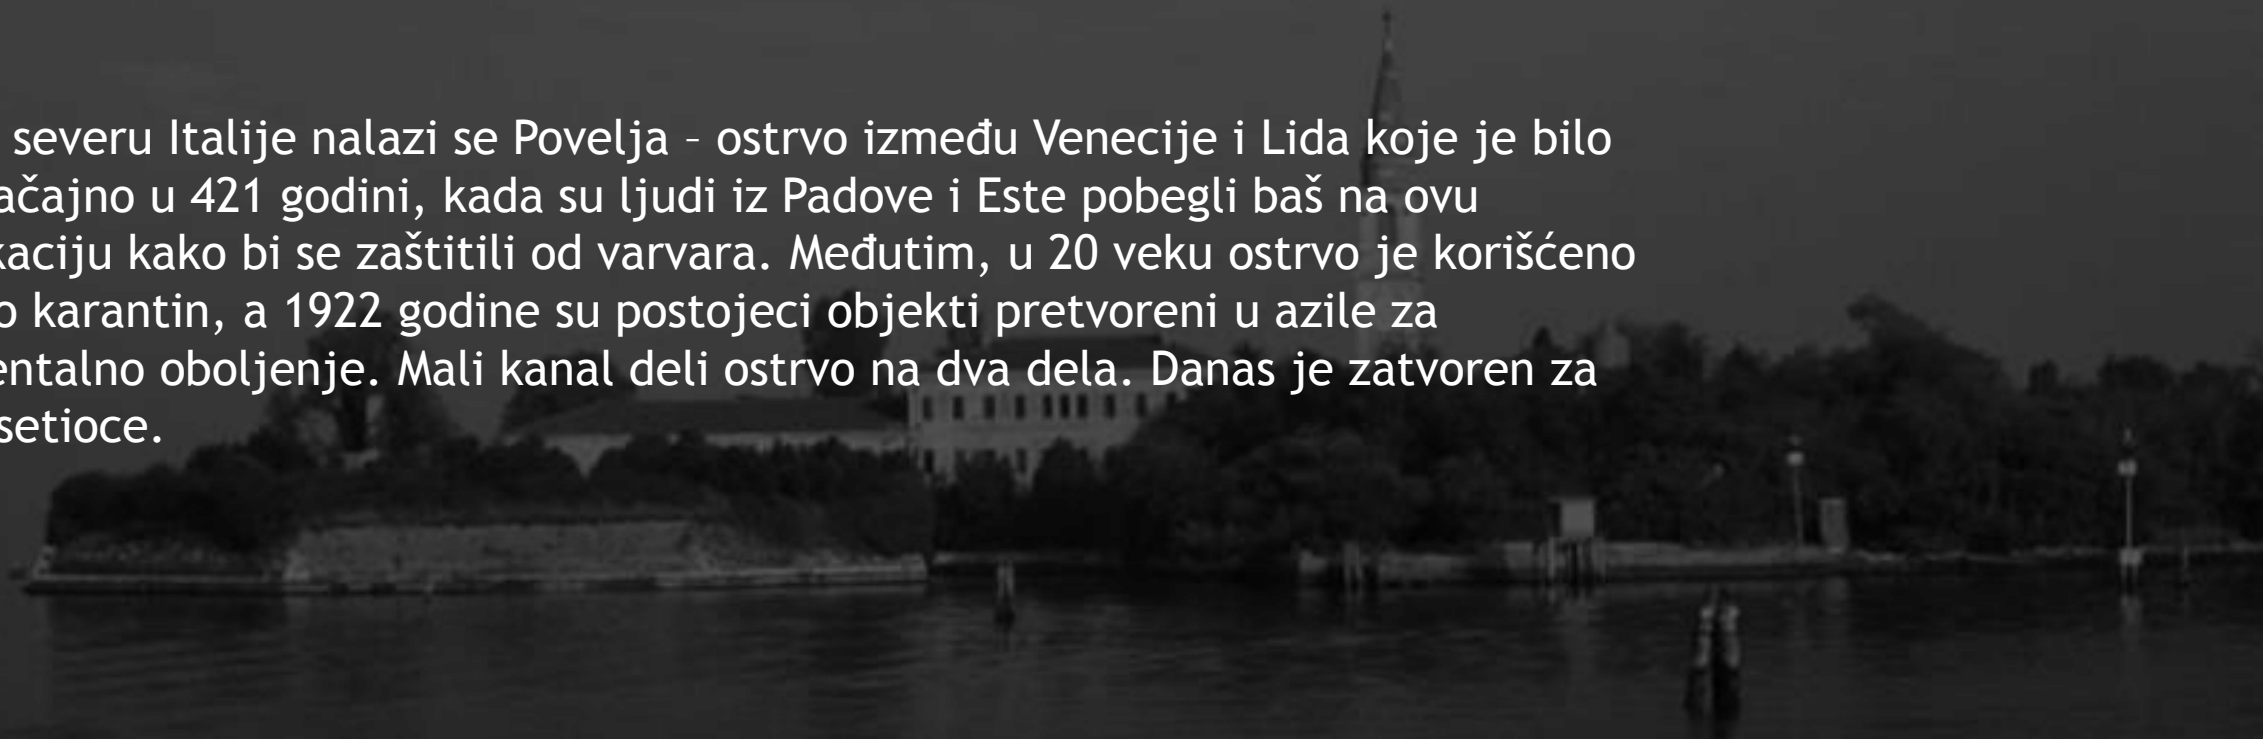 severu Italije nalazi se Povelja – ostrvo između Venecije i Lida koje je bilo
ačajno u 421 godini, kada su ljudi iz Padove i Este pobegli baš na ovu
kaciju kako bi se zaštitili od varvara. Međutim, u 20 veku ostrvo je korišćeno
o karantin, a 1922 godine su postojeci objekti pretvoreni u azile za
entalno oboljenje. Mali kanal deli ostrvo na dva dela. Danas je zatvoren za
setioce.